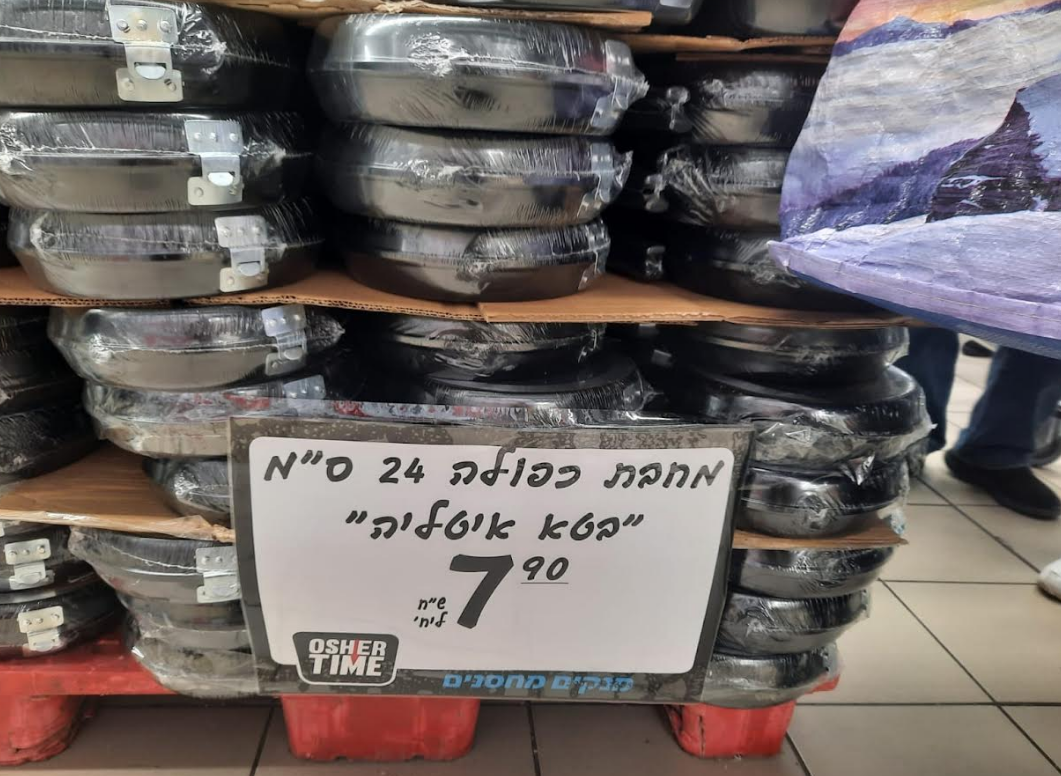 מחבת כפולה 24 ס"מ
"בטא איטליה"
7 90
ש"ח
ליח'
OSHER
TIME
מנקים מחסנים